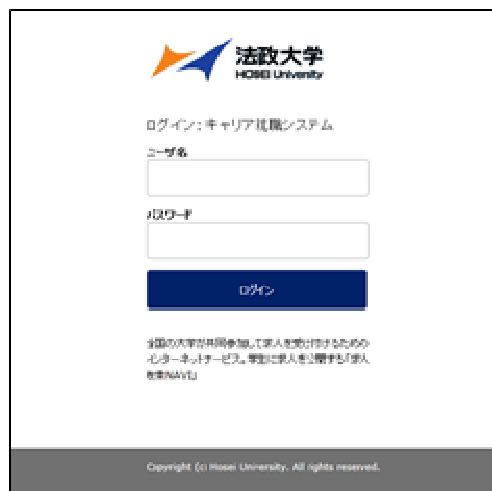 法政大学
HOSEI University
ログイン:キャリア就職システム
ユーザ名
パスワード
ログイン
全国の大学が共同参加して求人を受け付けるための
インターネットサービス。学生に求人を公開する「求人
検索NAVI」
Copyright (c) Hosei University. All rights reserved.